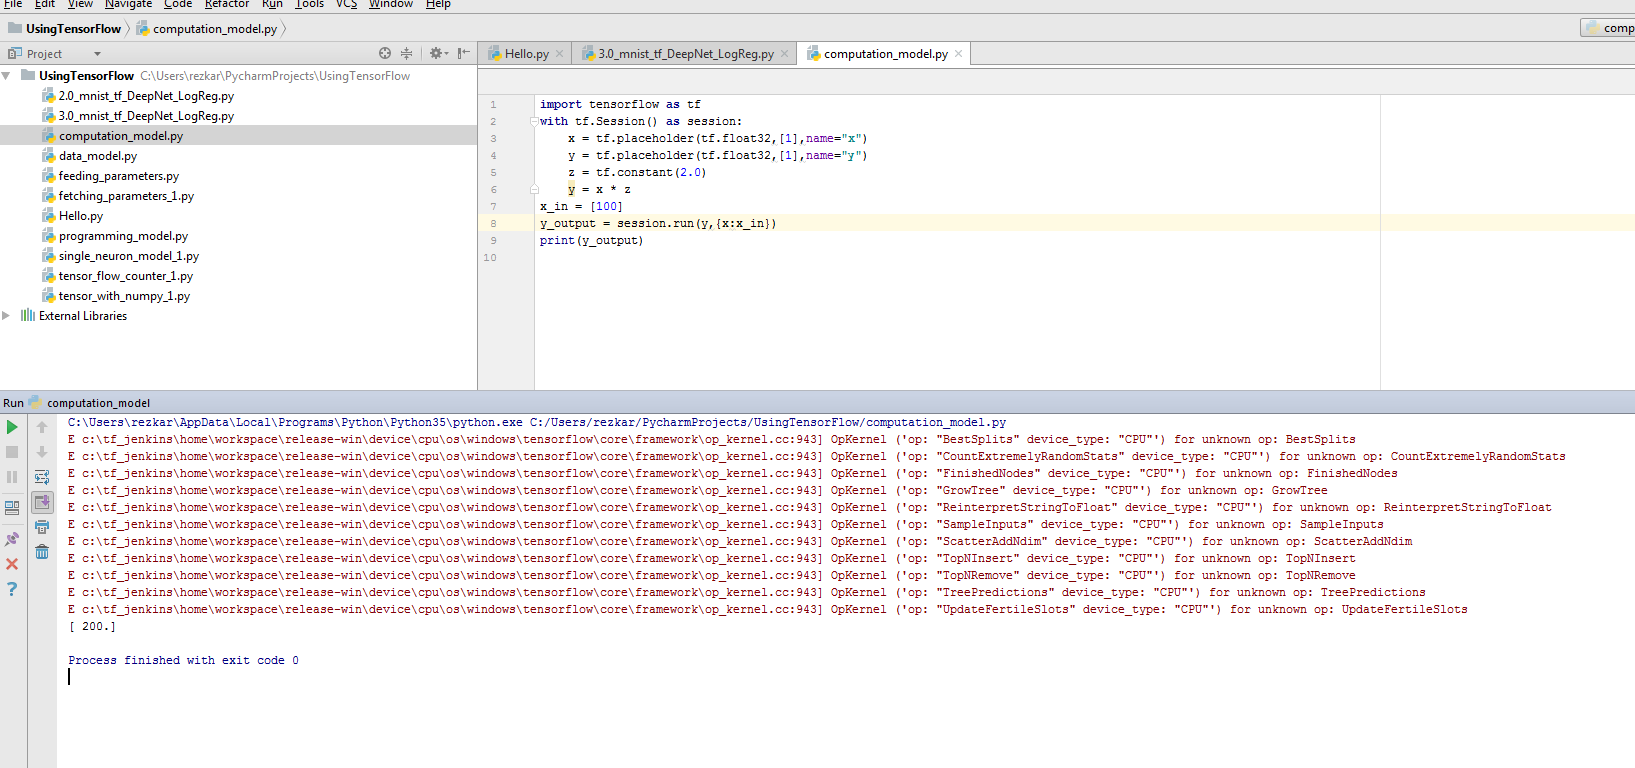 File Edit View Navigate Code Refactor Run Tools VCS Window Help
UsingTensorFlow computation_model.py
comp
Project
Hello.py 3.0_mnist_tf_DeepNet_LogReg.py computation_model.py
UsingTensorFlow C:\Users\rezkar\PycharmProjects\UsingTensorFlow
2.0_mnist_tf_DeepNet_LogReg.py
3.0_mnist_tf_DeepNet_LogReg.py
computation_model.py
data_model.py
feeding_parameters.py
fetching_parameters_1.py
Hello.py
programming_model.py
single_neuron_model_1.py
tensor_flow_counter_1.py
tensor_with_numpy_1.py
External Libraries
1 import tensorflow as tf
2 with tf.Session() as session:
3 x = tf.placeholder(tf.float32,[1],name="x")
4 y = tf.placeholder(tf.float32,[1],name="y")
5 z = tf.constant(2.0)
6 y = x * z
7 x_in = [100]
8 y_output = session.run(y,{x:x_in})
9 print(y_output)
10
Run computation_model
C:\Users\rezkar\AppData\Local\Programs\Python\Python35\python.exe C:/Users/rezkar/PycharmProjects/UsingTensorFlow/computation_model.py
E c:\tf_jenkins\home\workspace\release-win\device\cpu\os\windows\tensorflow\core\framework\op_kernel.cc:943] OpKernel ('op: "BestSplits" device_type: "CPU"') for unknown op: BestSplits
E c:\tf_jenkins\home\workspace\release-win\device\cpu\os\windows\tensorflow\core\framework\op_kernel.cc:943] OpKernel ('op: "CountExtremelyRandomStats" device_type: "CPU"') for unknown op: CountExtremelyRandomStats
E c:\tf_jenkins\home\workspace\release-win\device\cpu\os\windows\tensorflow\core\framework\op_kernel.cc:943] OpKernel ('op: "FinishedNodes" device_type: "CPU"') for unknown op: FinishedNodes
E c:\tf_jenkins\home\workspace\release-win\device\cpu\os\windows\tensorflow\core\framework\op_kernel.cc:943] OpKernel ('op: "GrowTree" device_type: "CPU"') for unknown op: GrowTree
E c:\tf_jenkins\home\workspace\release-win\device\cpu\os\windows\tensorflow\core\framework\op_kernel.cc:943] OpKernel ('op: "ReinterpretStringToFloat" device_type: "CPU"') for unknown op: ReinterpretStringToFloat
E c:\tf_jenkins\home\workspace\release-win\device\cpu\os\windows\tensorflow\core\framework\op_kernel.cc:943] OpKernel ('op: "SampleInputs" device_type: "CPU"') for unknown op: SampleInputs
E c:\tf_jenkins\home\workspace\release-win\device\cpu\os\windows\tensorflow\core\framework\op_kernel.cc:943] OpKernel ('op: "ScatterAddNdim" device_type: "CPU"') for unknown op: ScatterAddNdim
E c:\tf_jenkins\home\workspace\release-win\device\cpu\os\windows\tensorflow\core\framework\op_kernel.cc:943] OpKernel ('op: "TopNInsert" device_type: "CPU"') for unknown op: TopNInsert
E c:\tf_jenkins\home\workspace\release-win\device\cpu\os\windows\tensorflow\core\framework\op_kernel.cc:943] OpKernel ('op: "TopNRemove" device_type: "CPU"') for unknown op: TopNRemove
E c:\tf_jenkins\home\workspace\release-win\device\cpu\os\windows\tensorflow\core\framework\op_kernel.cc:943] OpKernel ('op: "TreePredictions" device_type: "CPU"') for unknown op: TreePredictions
E c:\tf_jenkins\home\workspace\release-win\device\cpu\os\windows\tensorflow\core\framework\op_kernel.cc:943] OpKernel ('op: "UpdateFertileSlots" device_type: "CPU"') for unknown op: UpdateFertileSlots
[ 200.]
Process finished with exit code 0